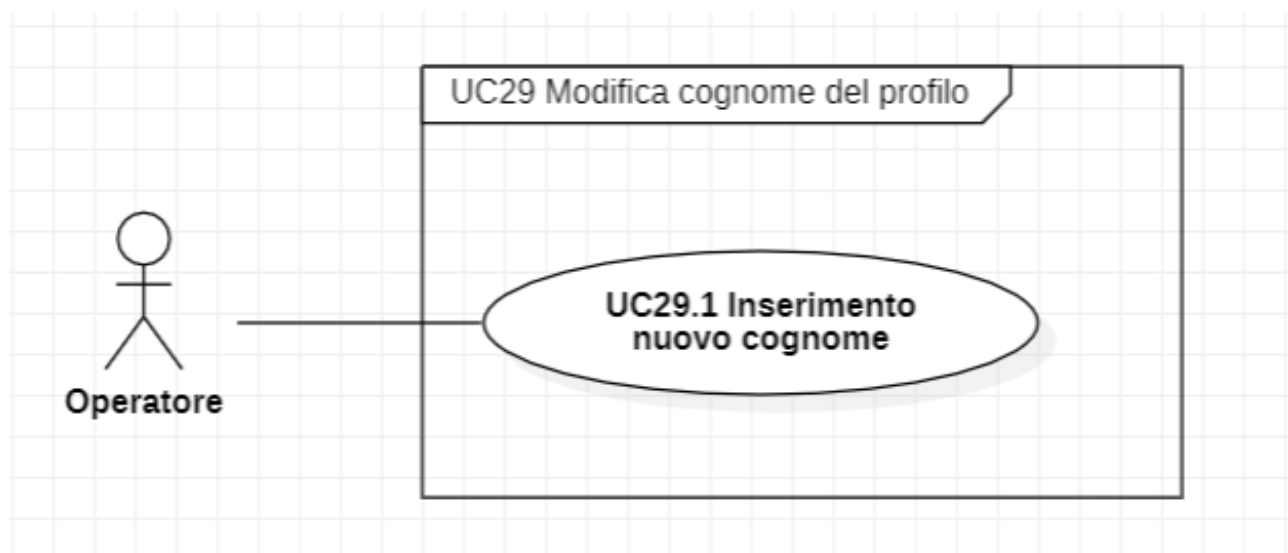 UC29 Modifica cognome del profilo
UC29.1 Inserimento
nuovo cognome
Operatore